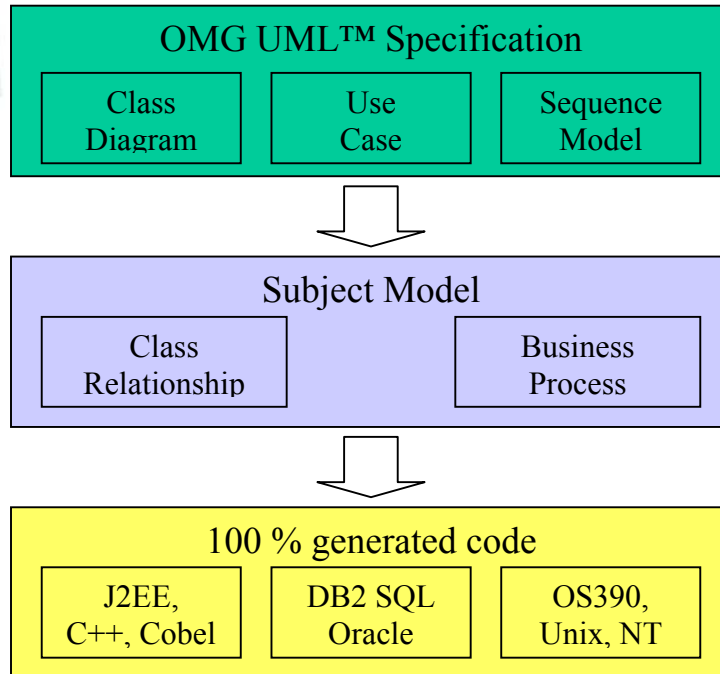 OMG UML™ Specification
Class
Diagram
Use
Case
Sequence
Model
Subject Model
Class
Relationship
Business
Process
100 % generated code
J2EE,
C++, Cobel
DB2 SQL
Oracle
OS390,
Unix, NT